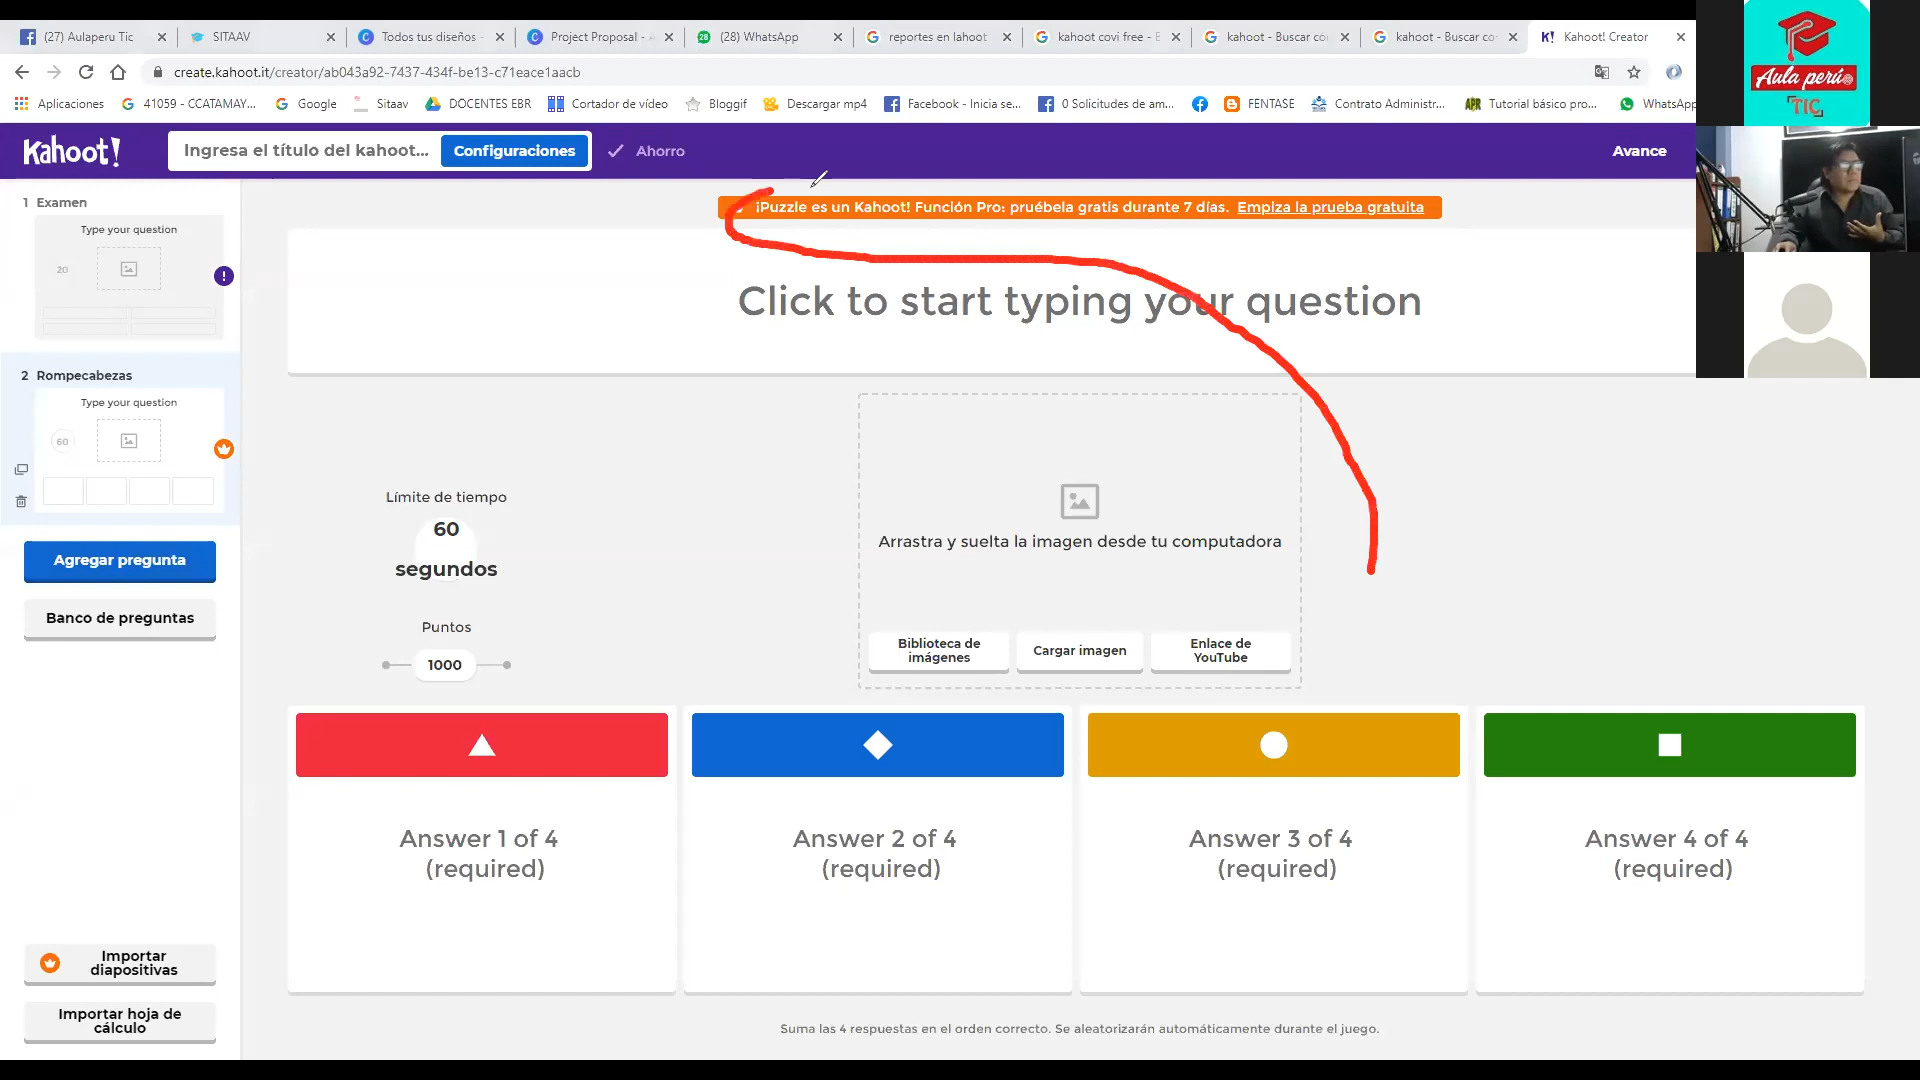 (27) Aulaperu Tic
SITAAV
Todos tus diseños -
Project Proposal -
28
(28) WhatsApp
reportes en lahoot
kahoot covi free - B
kahoot - Buscar co
kahoot - Buscar co
K! Kahoot! Creator
create.kahoot.it/creator/ab043a92-7437-434f-be13-c71eace1aacb
Aplicaciones
41059 - CCATAMAY...
Google
Sitaav
DOCENTES EBR
Cortador de vídeo
Bloggif
Descargar mp4
Facebook - Inicia se...
0 Solicitudes de am...
FENTASE
Contrato Administr...
APR
Tutorial básico pro...
WhatsApp
Aula perú
TIC
Kahoot!
Ingresa el título del kahoot...
Configuraciones
Ahorro
Avance
1 Examen
Type your question
20
!
2 Rompecabezas
Type your question
60
Agregar pregunta
Banco de preguntas
Importar
diapositivas
Importar hoja de
cálculo
¡Puzzle es un Kahoot! Función Pro: pruébela gratis durante 7 días. Empiza la prueba gratuita
Click to start typing your question
Límite de tiempo
60
segundos
Puntos
1000
Arrastra y suelta la imagen desde tu computadora
Biblioteca de
imágenes
Cargar imagen
Enlace de
YouTube
Answer 1 of 4
(required)
Answer 2 of 4
(required)
Answer 3 of 4
(required)
Answer 4 of 4
(required)
Suma las 4 respuestas en el orden correcto. Se aleatorizarán automáticamente durante el juego.